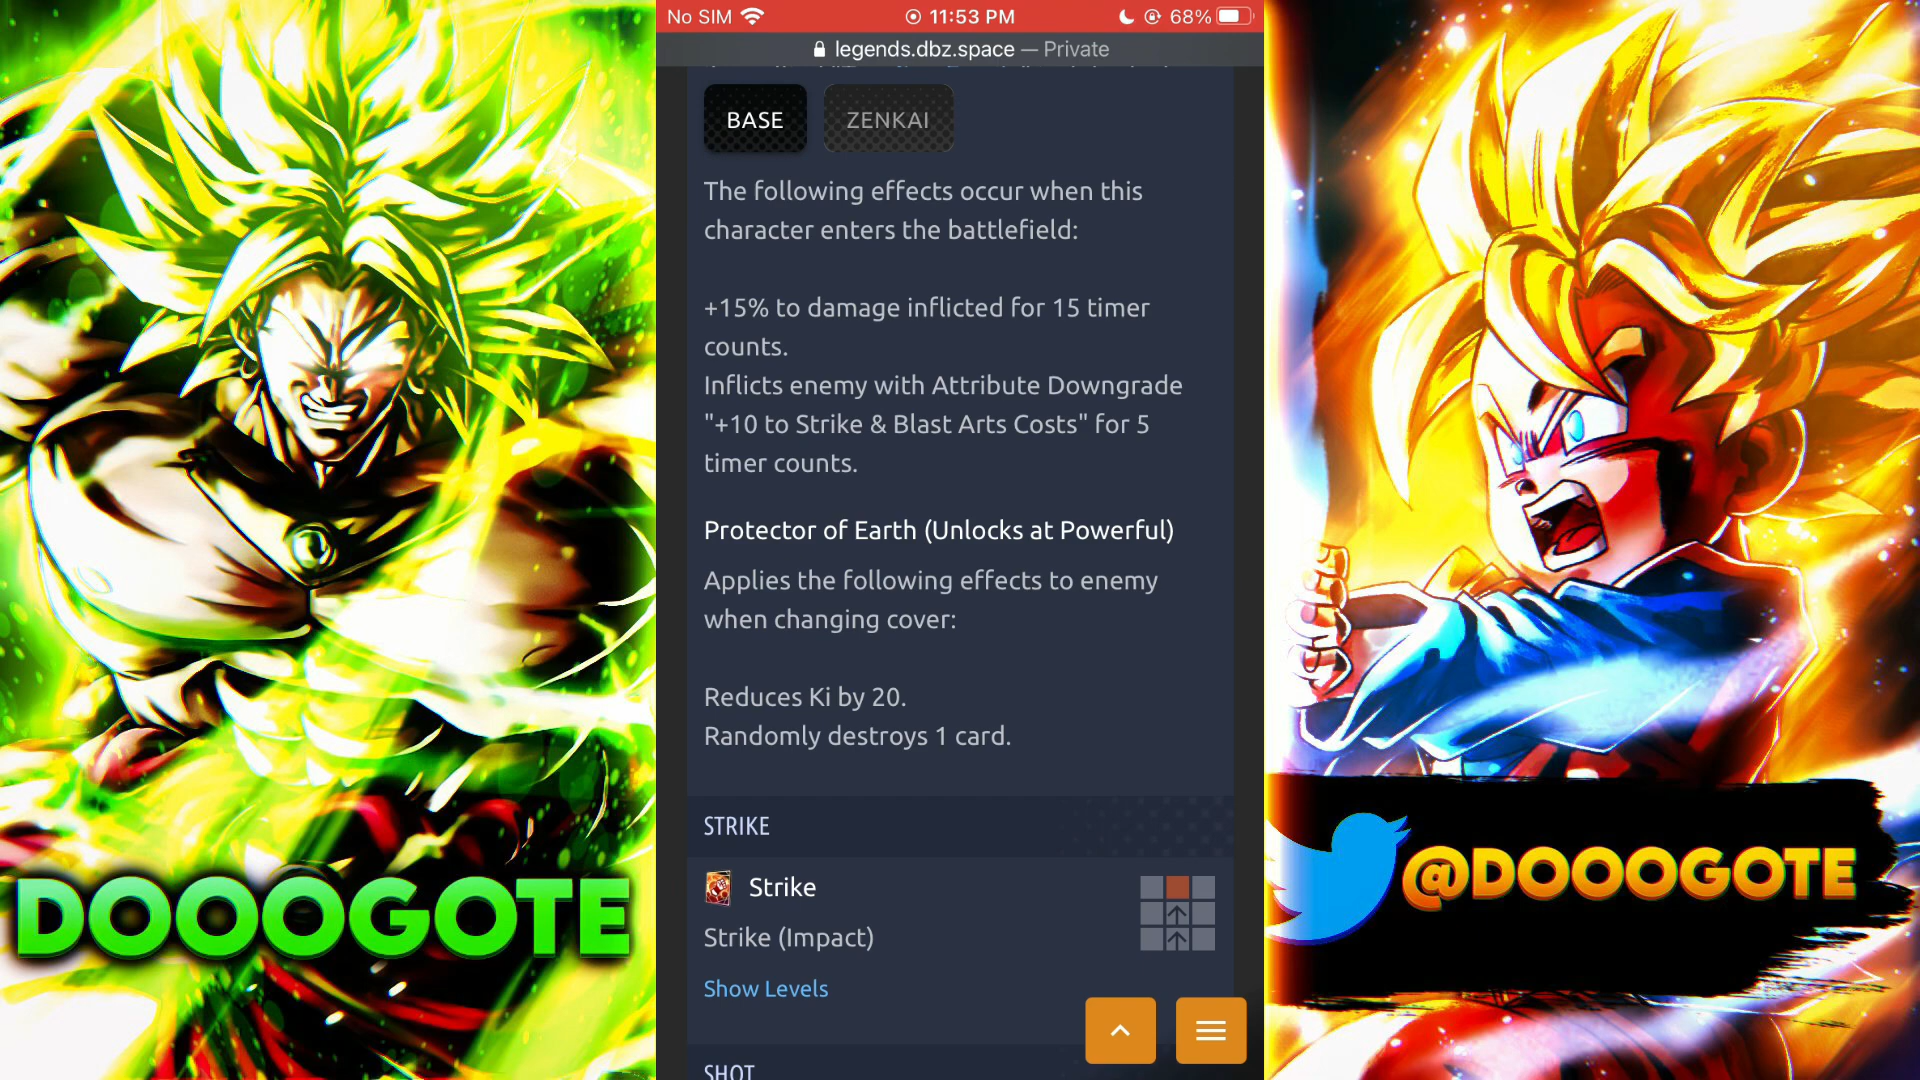 No SIM 11:53 PM 68%
legends.dbz.space — Private
BASE ZENKAI
The following effects occur when this
character enters the battlefield:
+15% to damage inflicted for 15 timer
counts.
Inflicts enemy with Attribute Downgrade
"+10 to Strike & Blast Arts Costs" for 5
timer counts.
Protector of Earth (Unlocks at Powerful)
Applies the following effects to enemy
when changing cover:
Reduces Ki by 20.
Randomly destroys 1 card.
STRIKE
Strike
Strike (Impact)
Show Levels
SHOT
DOOOGOTE
@DOOOGOTE